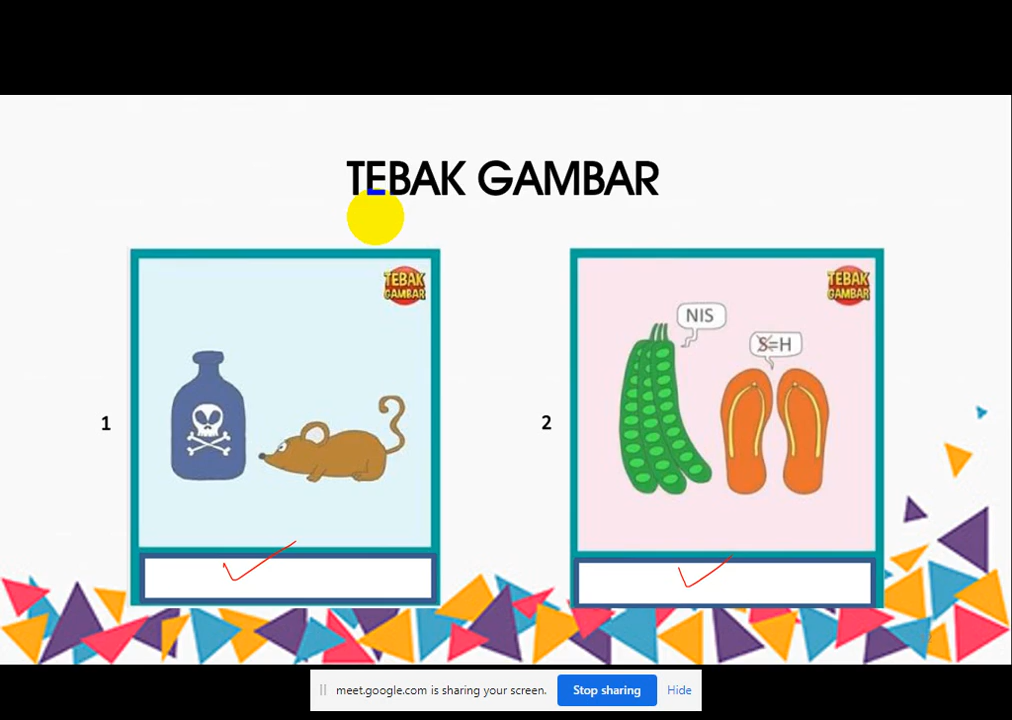 TEBAK GAMBAR
TEBAK
GAMBAR
TEBAK
GAMBAR
NIS
S=H
1
2
meet.google.com is sharing your screen.
Stop sharing
Hide